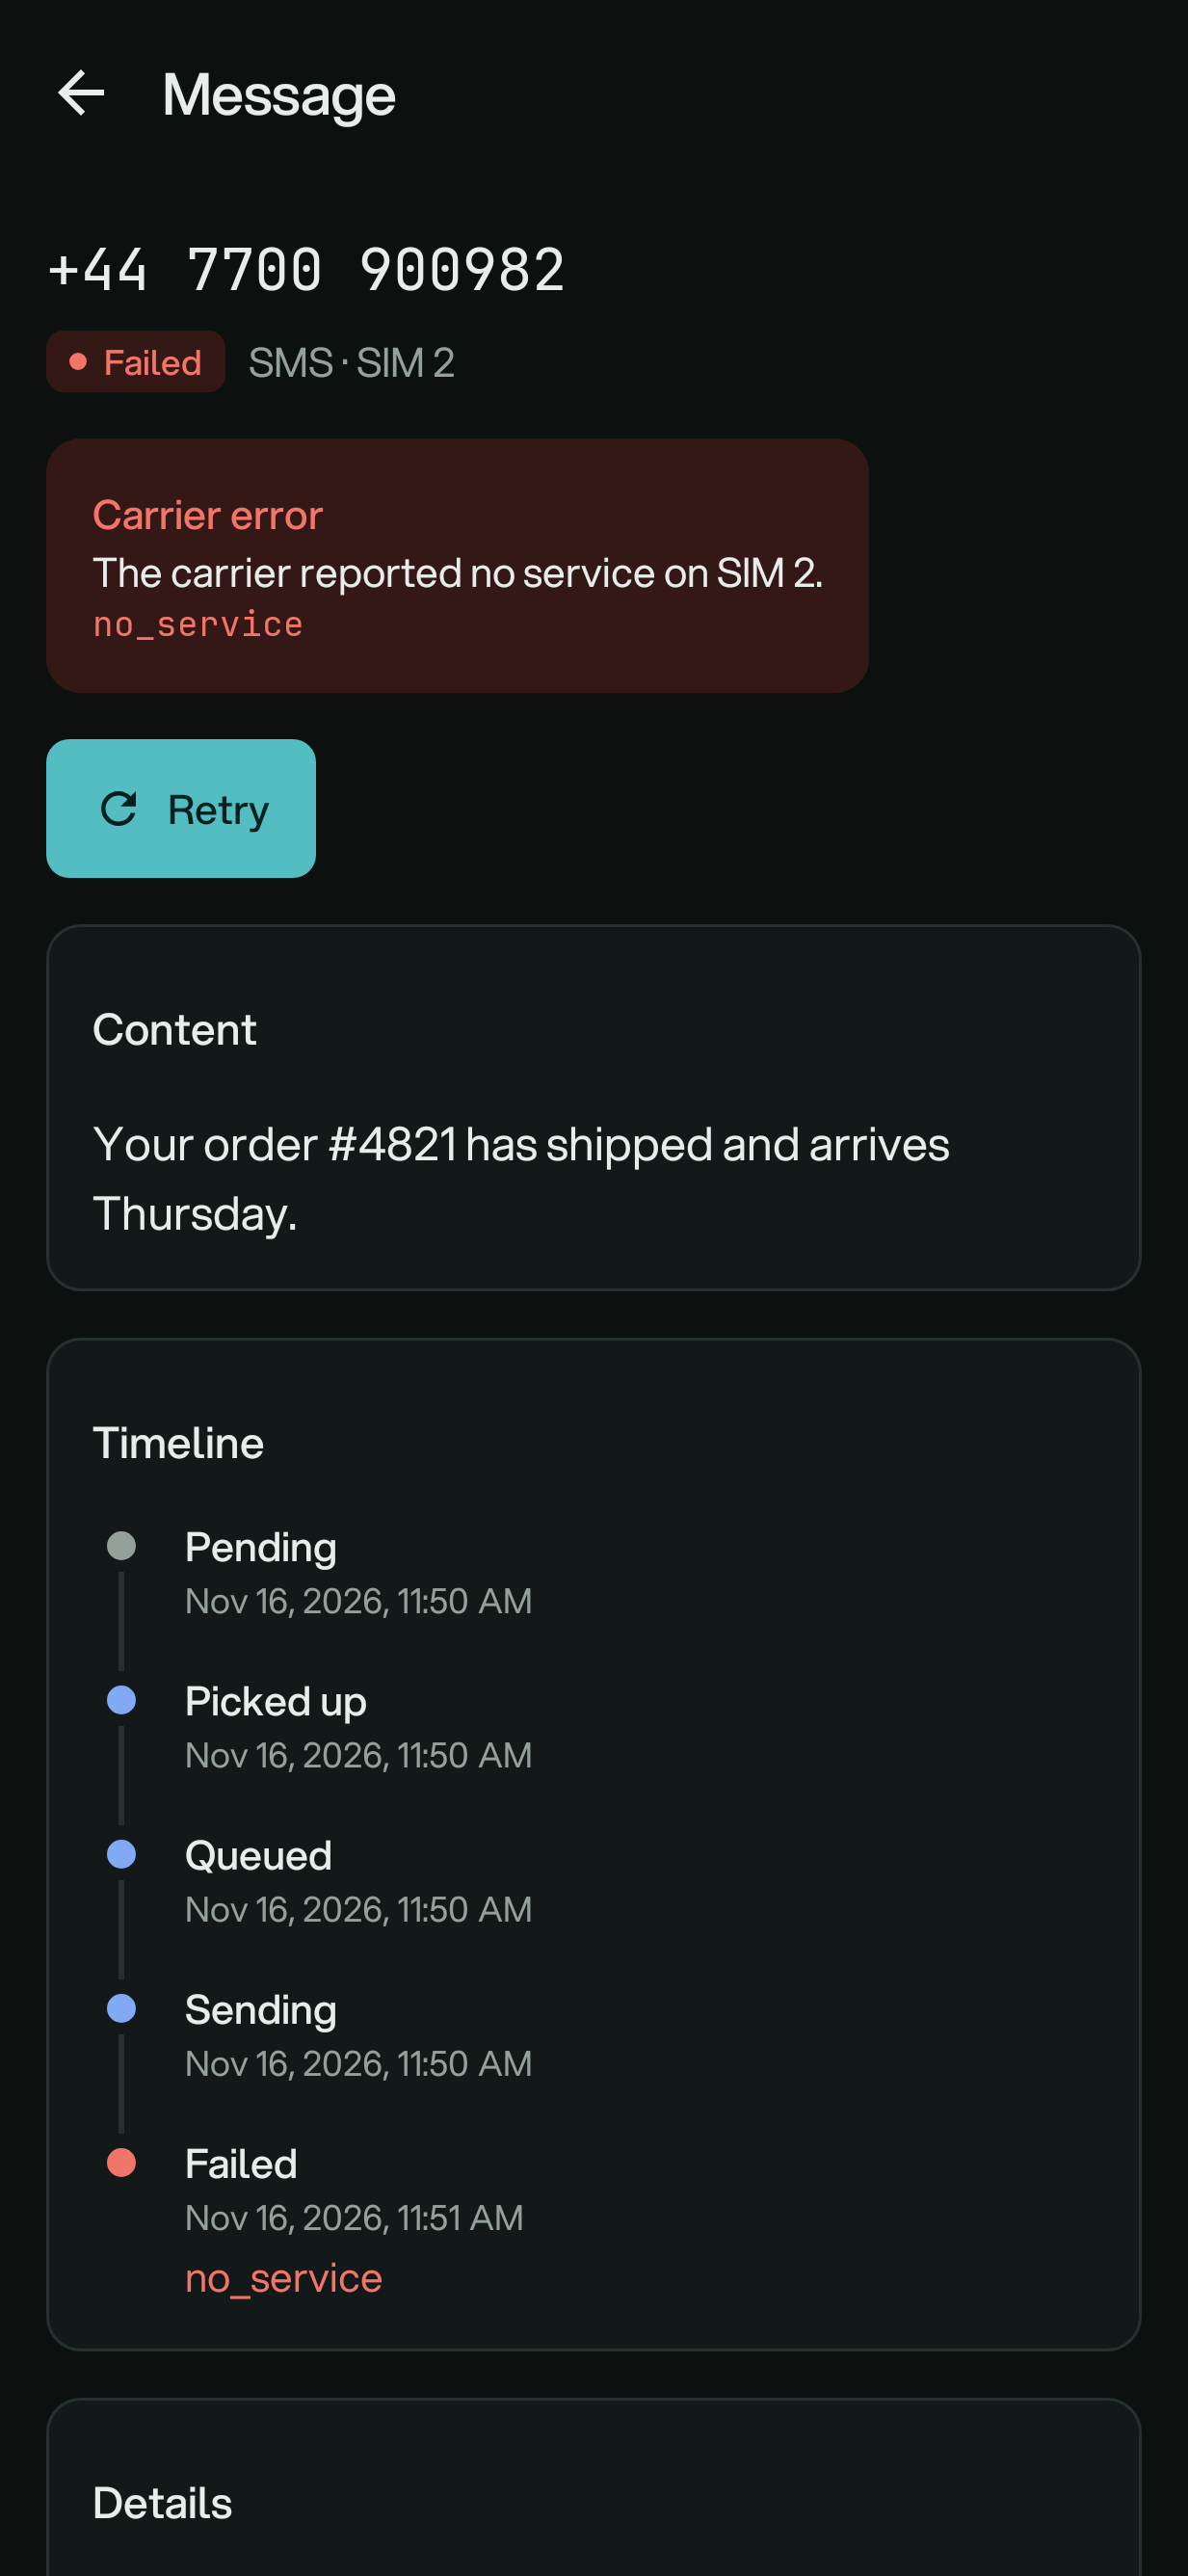 Message
+44 7700 900982
Failed SMS · SIM 2
Carrier error
The carrier reported no service on SIM 2.
no_service
Retry
Content
Your order #4821 has shipped and arrives
Thursday.
Timeline
Pending
Nov 16, 2026, 11:50 AM
Picked up
Nov 16, 2026, 11:50 AM
Queued
Nov 16, 2026, 11:50 AM
Sending
Nov 16, 2026, 11:50 AM
Failed
Nov 16, 2026, 11:51 AM
no_service
Details